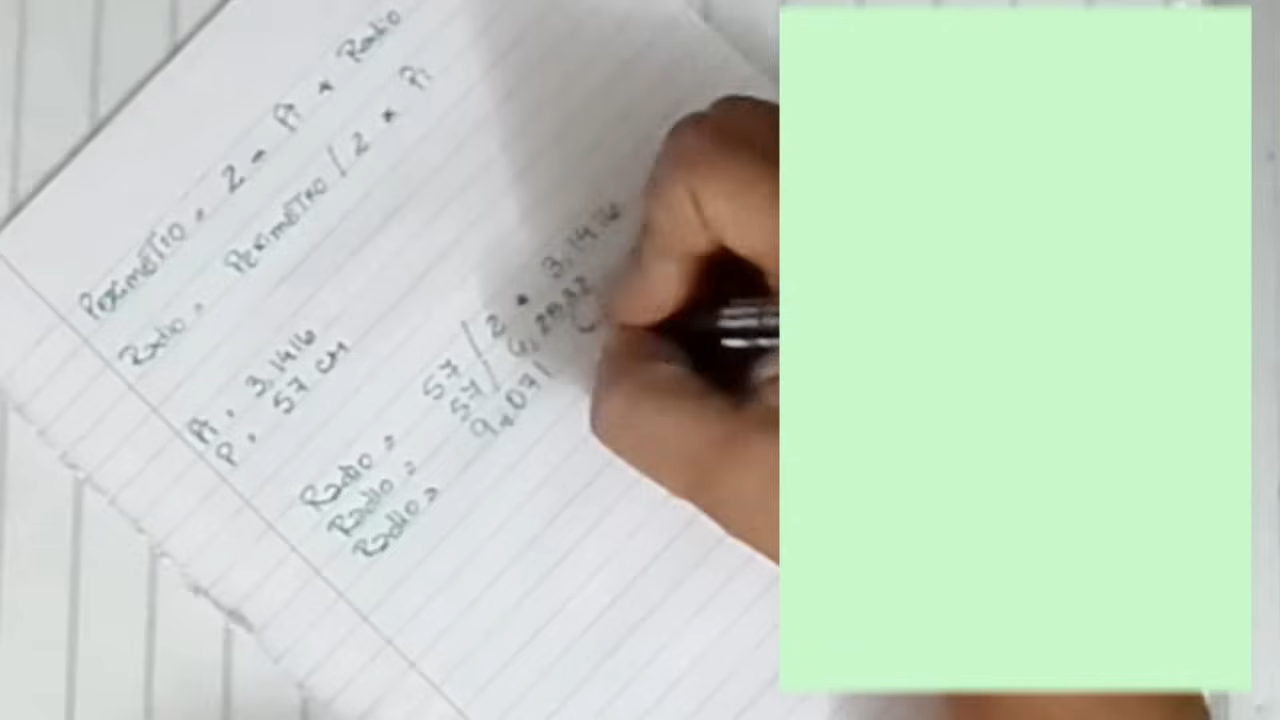 Perímetro = 2 * Pi * Radio
Radio = Perímetro / 2 * Pi
Pi = 3,1416
P = 57 cm
Radio = 57 / 2 * 3,1416
Radio = 57 / 6,2832
Radio = 9,071